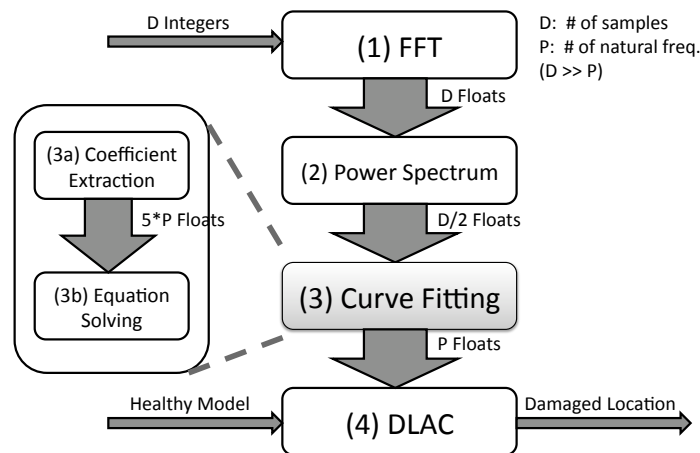 D Integers
(1) FFT
D: # of samples
P: # of natural freq.
(D >> P)
D Floats
(2) Power Spectrum
D/2 Floats
(3a) Coefficient
Extraction
5*P Floats
(3b) Equation
Solving
(3) Curve Fitting
P Floats
Healthy Model
(4) DLAC
Damaged Location